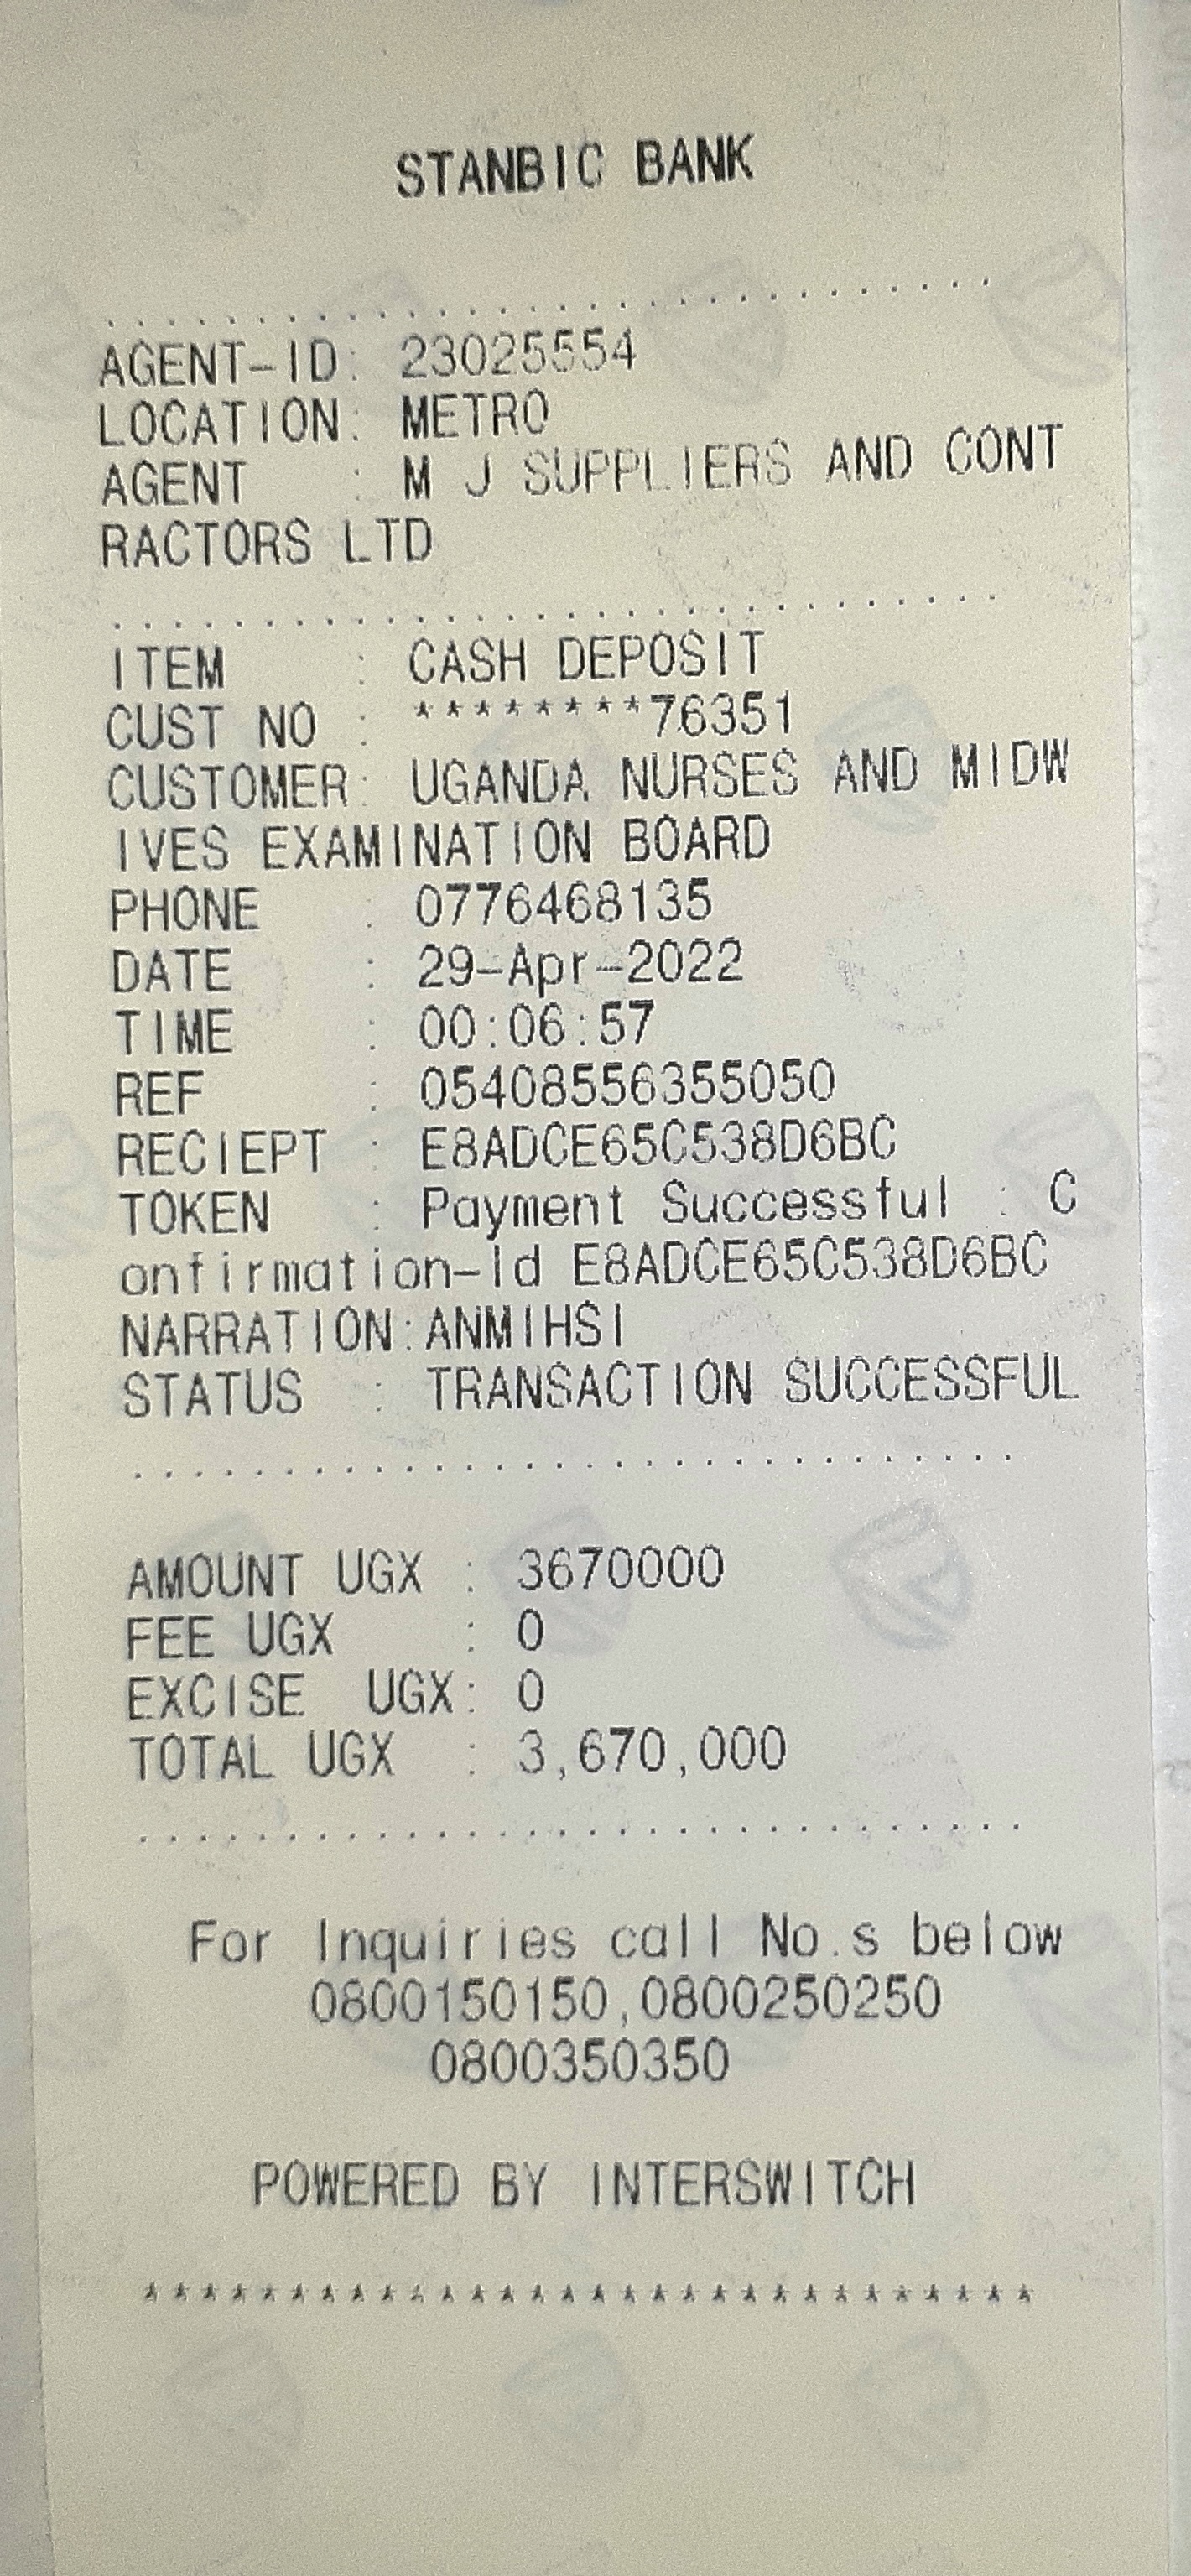 STANBIC BANK
AGENT-ID: 23025554
LOCATION: METRO
AGENT : M J SUPPLIERS AND CONT
RACTORS LTD
ITEM : CASH DEPOSIT
CUST NO : *******76351
CUSTOMER: UGANDA NURSES AND MIDW
IVES EXAMINATION BOARD
PHONE : 0776468135
DATE : 29-Apr-2022
TIME : 00:06:57
REF : 0540855635505​0
RECIEPT : E8ADCE65C538D6BC
TOKEN : Payment Successful : C
onfirmation-Id E8ADCE65C538D6BC
NARRATION:ANMIHSI
STATUS : TRANSACTION SUCCESSFUL
AMOUNT UGX : 3670000
FEE UGX : 0
EXCISE UGX: 0
TOTAL UGX : 3,670,000
For Inquiries call No.s below
0800150150,0800250250
0800350350
POWERED BY INTERSWITCH